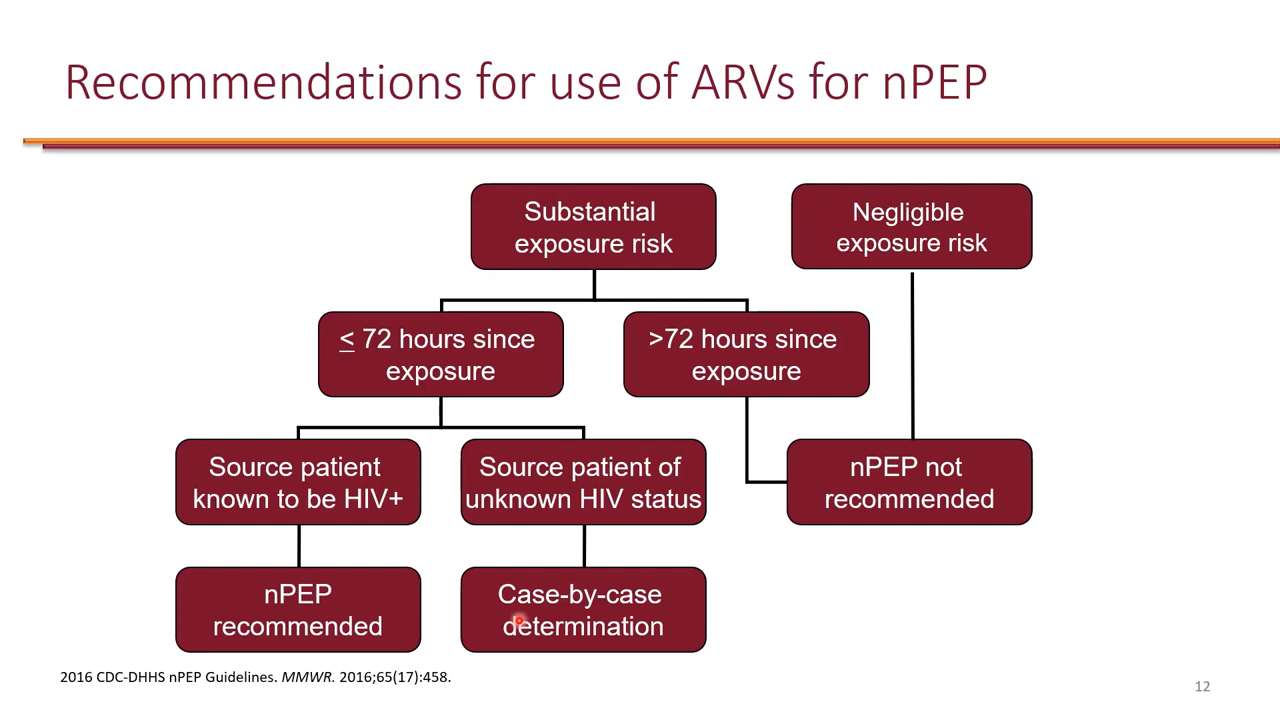 Recommendations for use of ARVs for nPEP
Substantial
exposure risk
Negligible
exposure risk
≤ 72 hours since
exposure
>72 hours since
exposure
Source patient
known to be HIV+
Source patient of
unknown HIV status
nPEP not
recommended
nPEP
recommended
Case-by-case
determination
2016 CDC-DHHS nPEP Guidelines. MMWR. 2016;65(17):458.
12